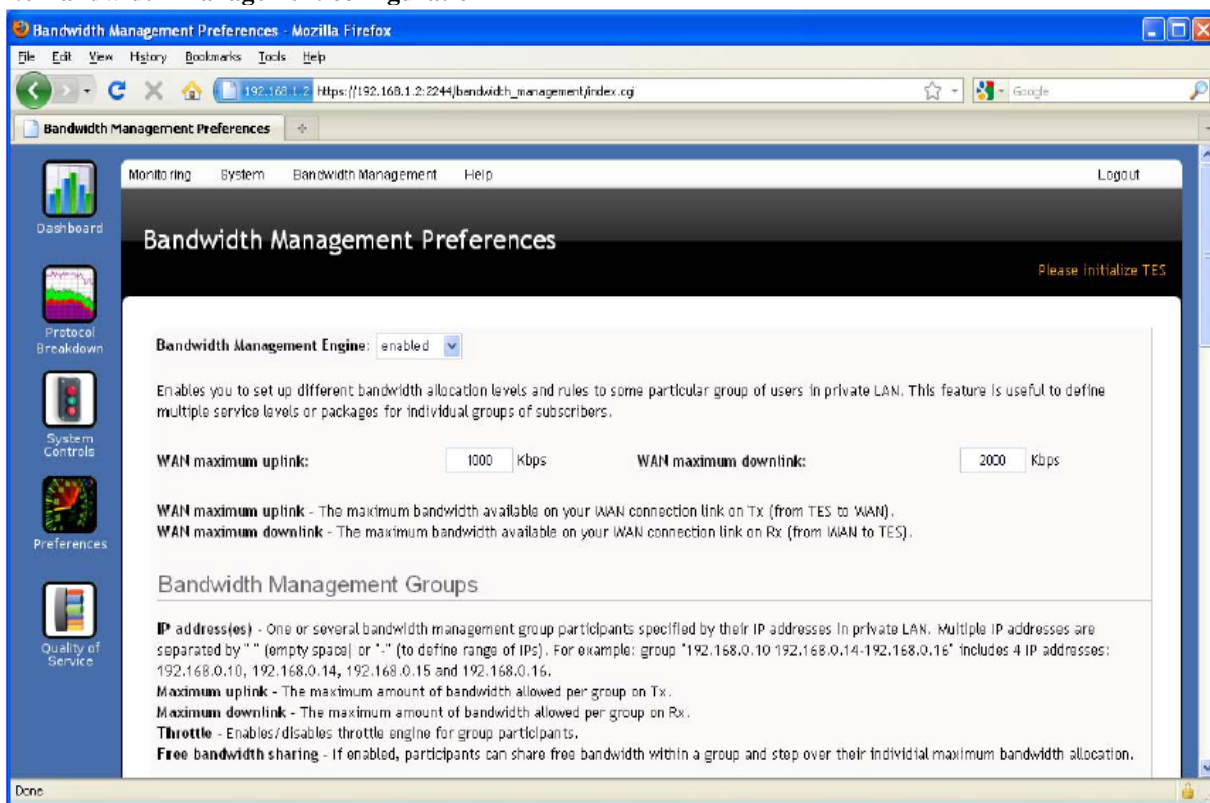 Bandwidth Management Preferences - Mozilla Firefox
File Edit View History Bookmarks Tools Help
192.168.1.2 https://192.168.1.2:2244/bandwidth_management/index.cgi
Google
Bandwidth Management Preferences
Monitoring System Bandwidth Management Help Logout
Dashboard
Bandwidth Management Preferences
Please initialize TES
Protocol
Breakdown
System
Controls
Preferences
Quality of
Service
Bandwidth Management Engine: enabled
Enables you to set up different bandwidth allocation levels and rules to some particular group of users in private LAN. This feature is useful to define
multiple service levels or packages for individual groups of subscribers.
WAN maximum uplink: 1000 Kbps WAN maximum downlink: 2000 Kbps
WAN maximum uplink - The maximum bandwidth available on your WAN connection link on Tx (from TES to WAN).
WAN maximum downlink - The maximum bandwidth available on your WAN connection link on Rx (from WAN to TES).
Bandwidth Management Groups
IP address(es) - One or several bandwidth management group participants specified by their IP addresses in private LAN. Multiple IP addresses are
separated by " " (empty space) or "-" (to define range of IPs). For example: group "192.168.0.10 192.168.0.14-192.168.0.16" includes 4 IP addresses:
192.168.0.10, 192.168.0.14, 192.168.0.15 and 192.168.0.16.
Maximum uplink - The maximum amount of bandwidth allowed per group on Tx.
Maximum downlink - The maximum amount of bandwidth allowed per group on Rx.
Throttle - Enables/disables throttle engine for group participants.
Free bandwidth sharing - If enabled, participants can share free bandwidth within a group and step over their individial maximum bandwidth allocation.
Done